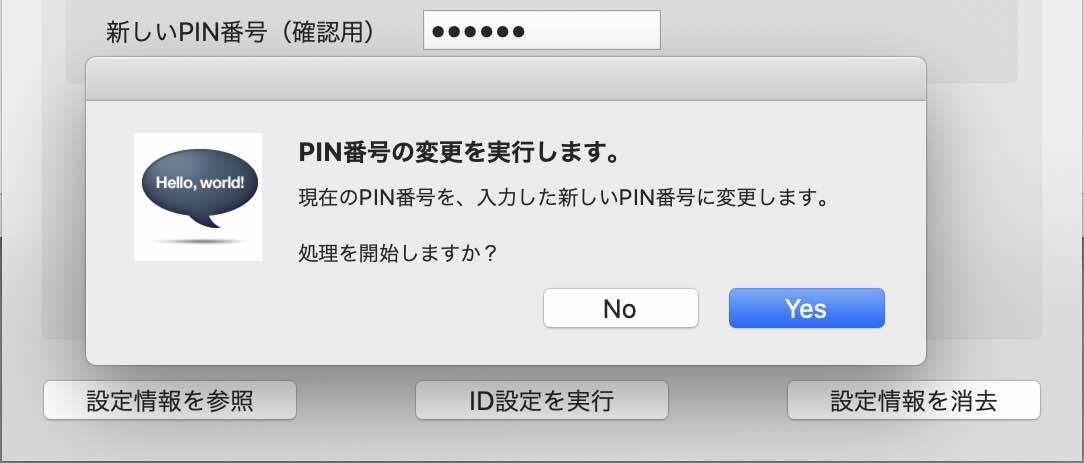 新しいPIN番号（確認用）
●●●●●●
Hello, world!
PIN番号の変更を実行します。
現在のPIN番号を、入力した新しいPIN番号に変更します。
処理を開始しますか？
No
Yes
設定情報を参照
ID設定を実行
設定情報を消去